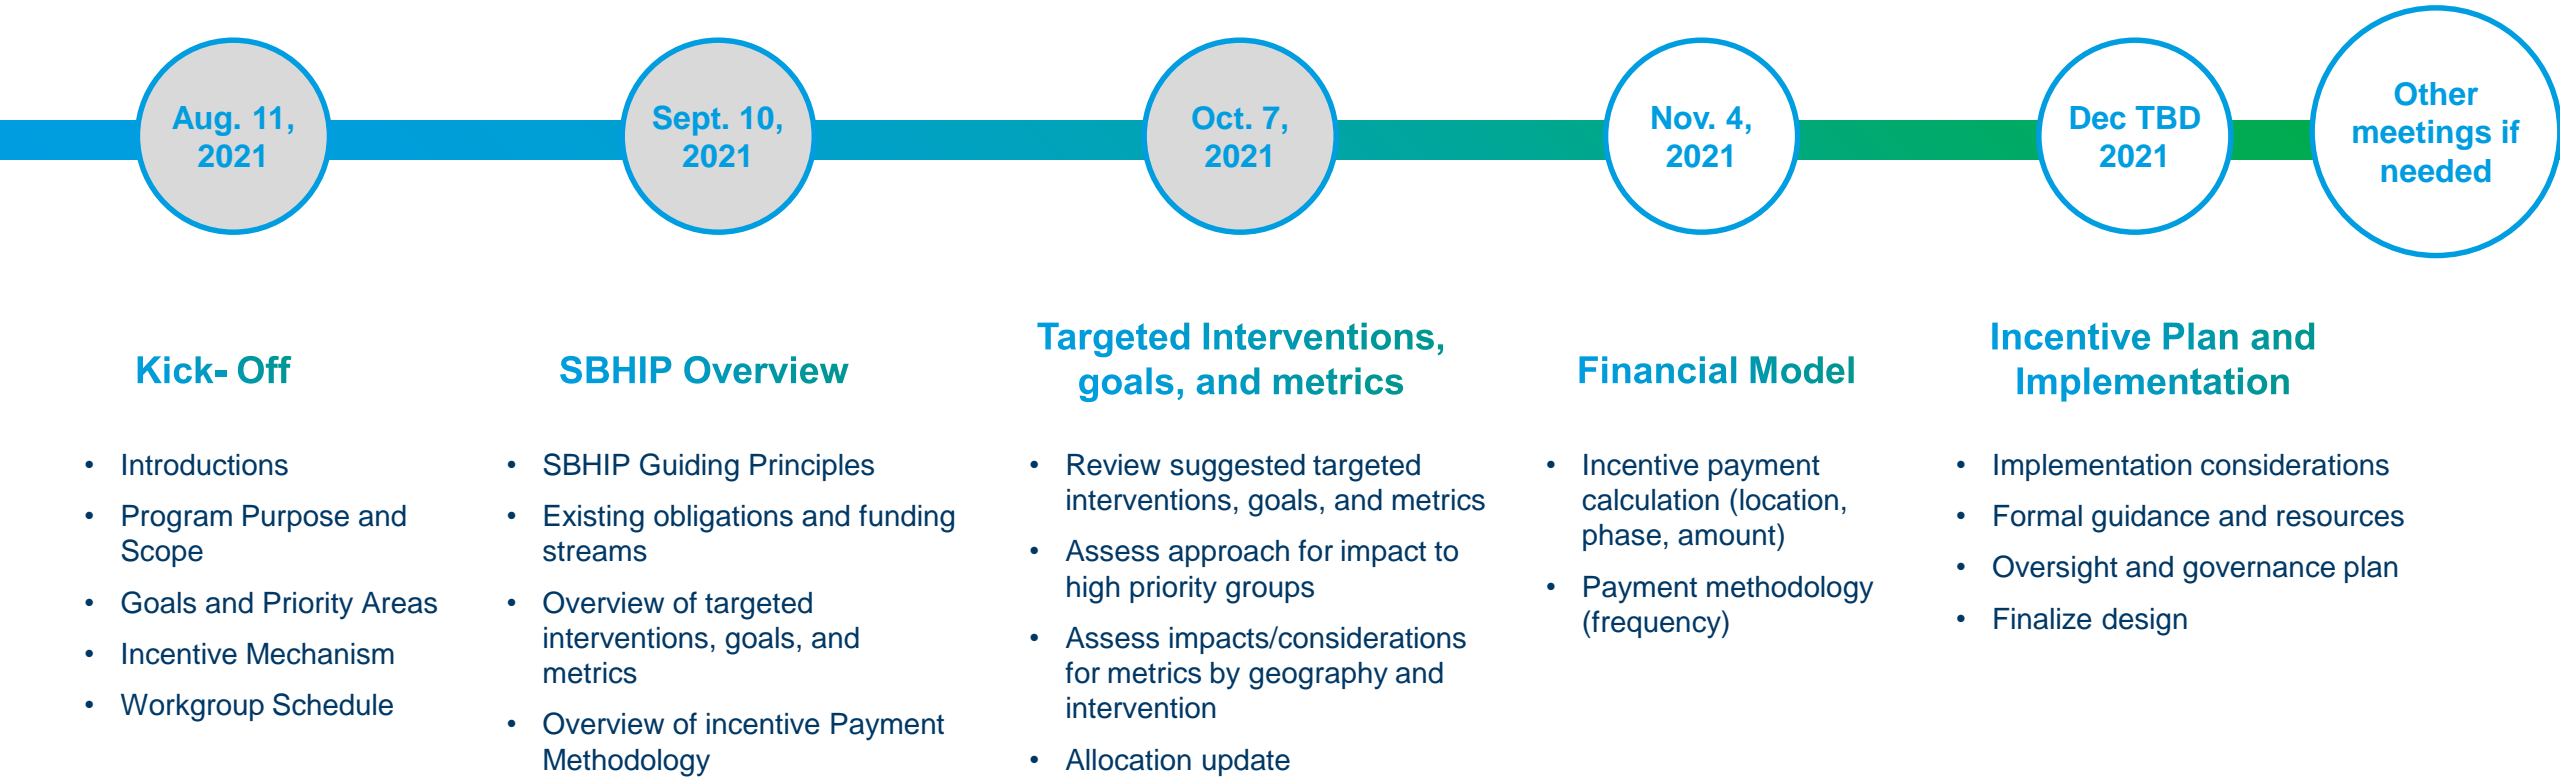 Aug. 11,
2021
Sept. 10,
2021
Oct. 7,
2021
Nov. 4,
2021
Dec TBD
2021
Other
meetings if
needed
Kick- Off
• Introductions
• Program Purpose and
Scope
• Goals and Priority Areas
• Incentive Mechanism
• Workgroup Schedule
SBHIP Overview
• SBHIP Guiding Principles
• Existing obligations and funding
streams
• Overview of targeted
interventions, goals, and
metrics
• Overview of incentive Payment
Methodology
Targeted Interventions,
goals, and metrics
• Review suggested targeted
interventions, goals, and metrics
• Assess approach for impact to
high priority groups
• Assess impacts/considerations
for metrics by geography and
intervention
• Allocation update
Financial Model
• Incentive payment
calculation (location,
phase, amount)
• Payment methodology
(frequency)
Incentive Plan and
Implementation
• Implementation considerations
• Formal guidance and resources
• Oversight and governance plan
• Finalize design